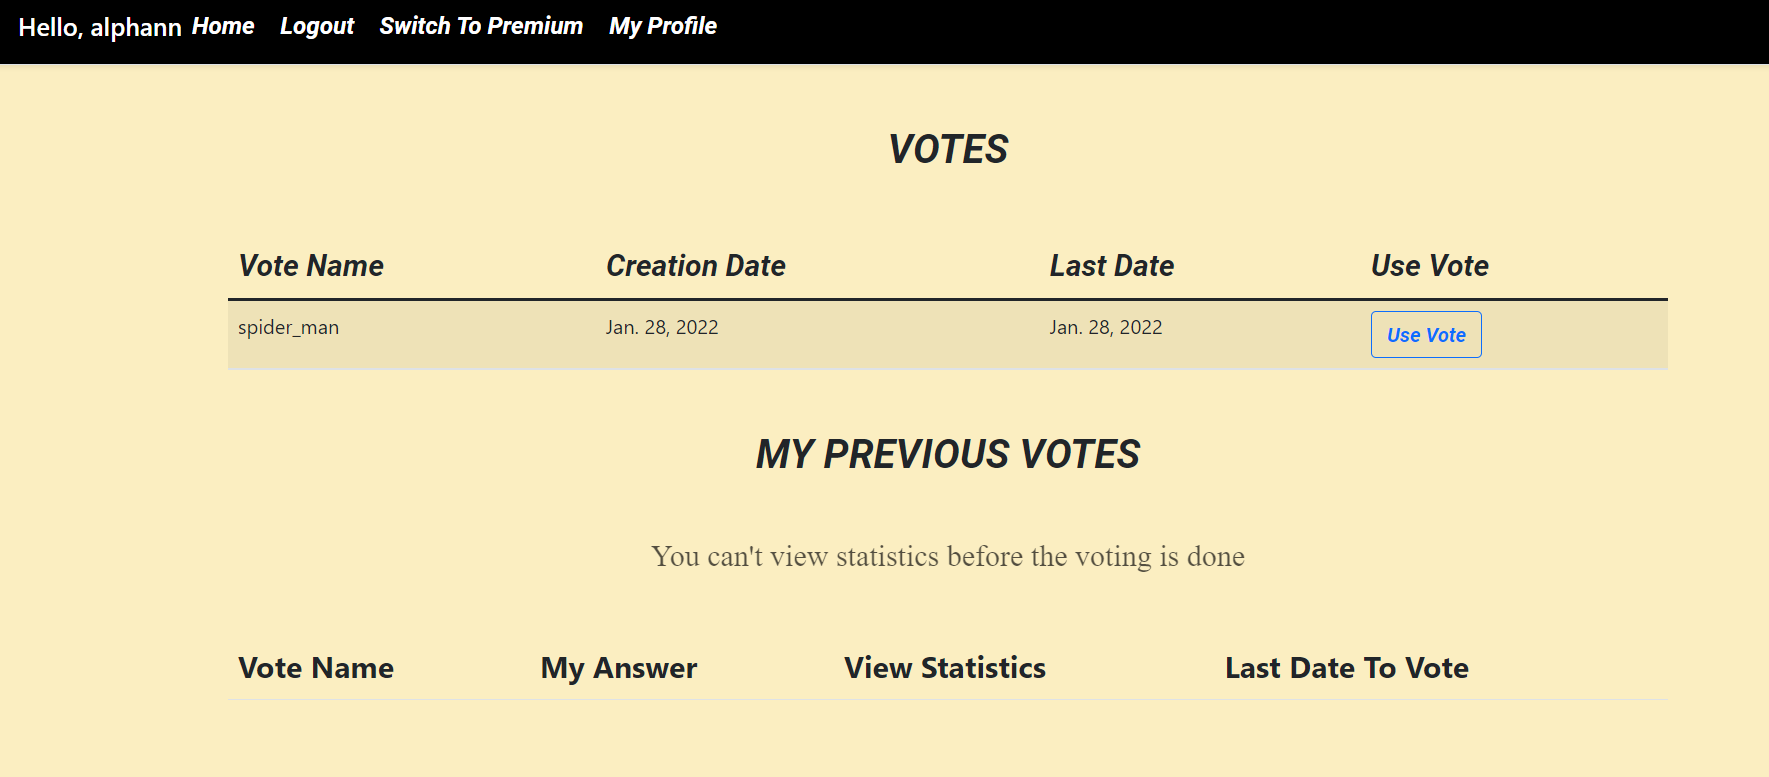 Hello, alphann Home Logout Switch To Premium My Profile
VOTES
Vote Name Creation Date Last Date Use Vote
spider_man Jan. 28, 2022 Jan. 28, 2022 Use Vote
MY PREVIOUS VOTES
You can't view statistics before the voting is done
Vote Name My Answer View Statistics Last Date To Vote